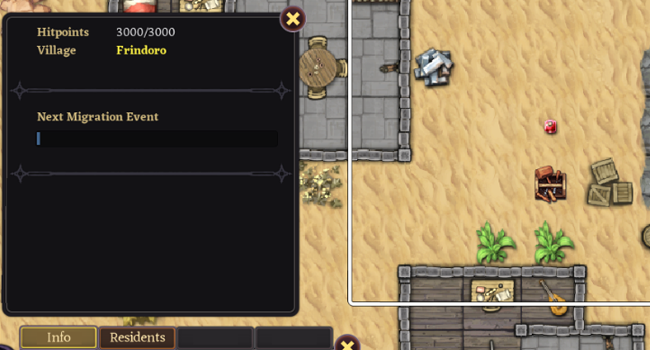 Hitpoints 3000/3000
Village Frindoro
Next Migration Event
Info Residents